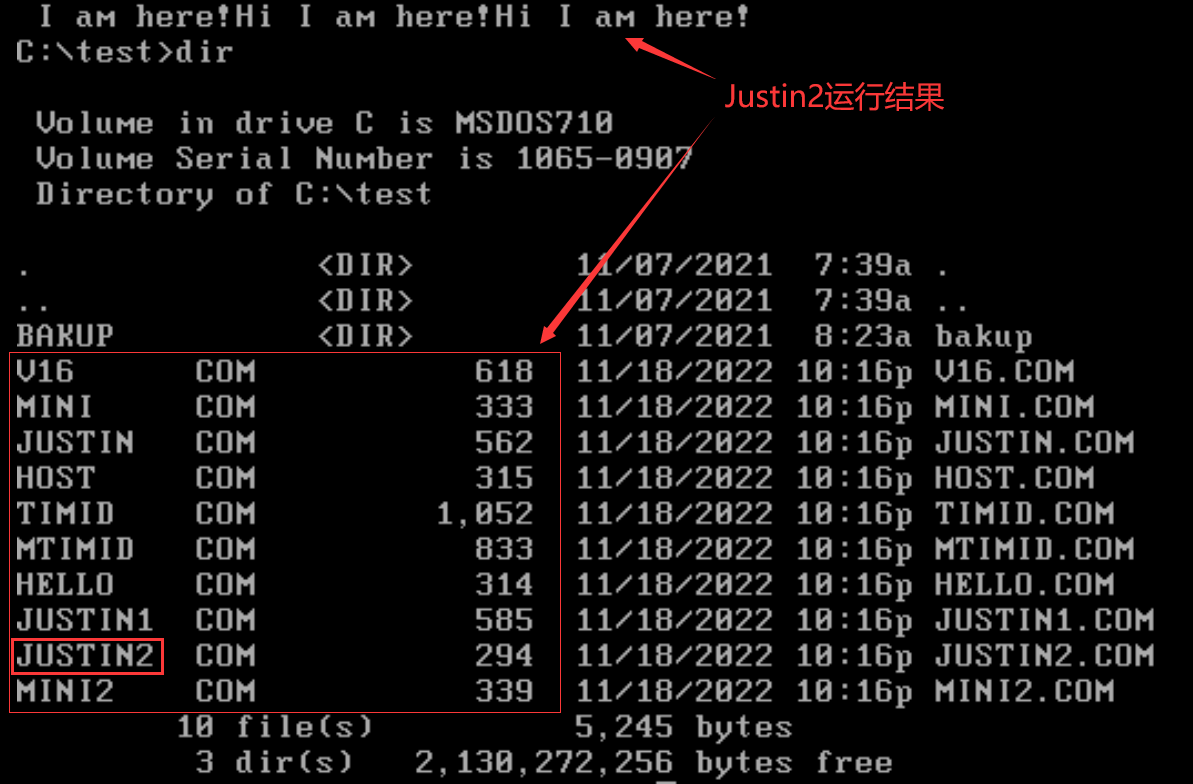 I am here!Hi I am here!Hi I am here!
C:\test>dir
Justin2运行结果
Volume in drive C is MSDOS710
Volume Serial Number is 1065-0907
Directory of C:\test
. <DIR> 11/07/2021 7:39a .
.. <DIR> 11/07/2021 7:39a ..
BAKUP <DIR> 11/07/2021 8:23a bakup
V16 COM 618 11/18/2022 10:16p V16.COM
MINI COM 333 11/18/2022 10:16p MINI.COM
JUSTIN COM 562 11/18/2022 10:16p JUSTIN.COM
HOST COM 315 11/18/2022 10:16p HOST.COM
TIMID COM 1,052 11/18/2022 10:16p TIMID.COM
MTIMID COM 833 11/18/2022 10:16p MTIMID.COM
HELLO COM 314 11/18/2022 10:16p HELLO.COM
JUSTIN1 COM 585 11/18/2022 10:16p JUSTIN1.COM
JUSTIN2 COM 294 11/18/2022 10:16p JUSTIN2.COM
MINI2 COM 339 11/18/2022 10:16p MINI2.COM
10 file(s) 5,245 bytes
3 dir(s) 2,130,272,256 bytes free